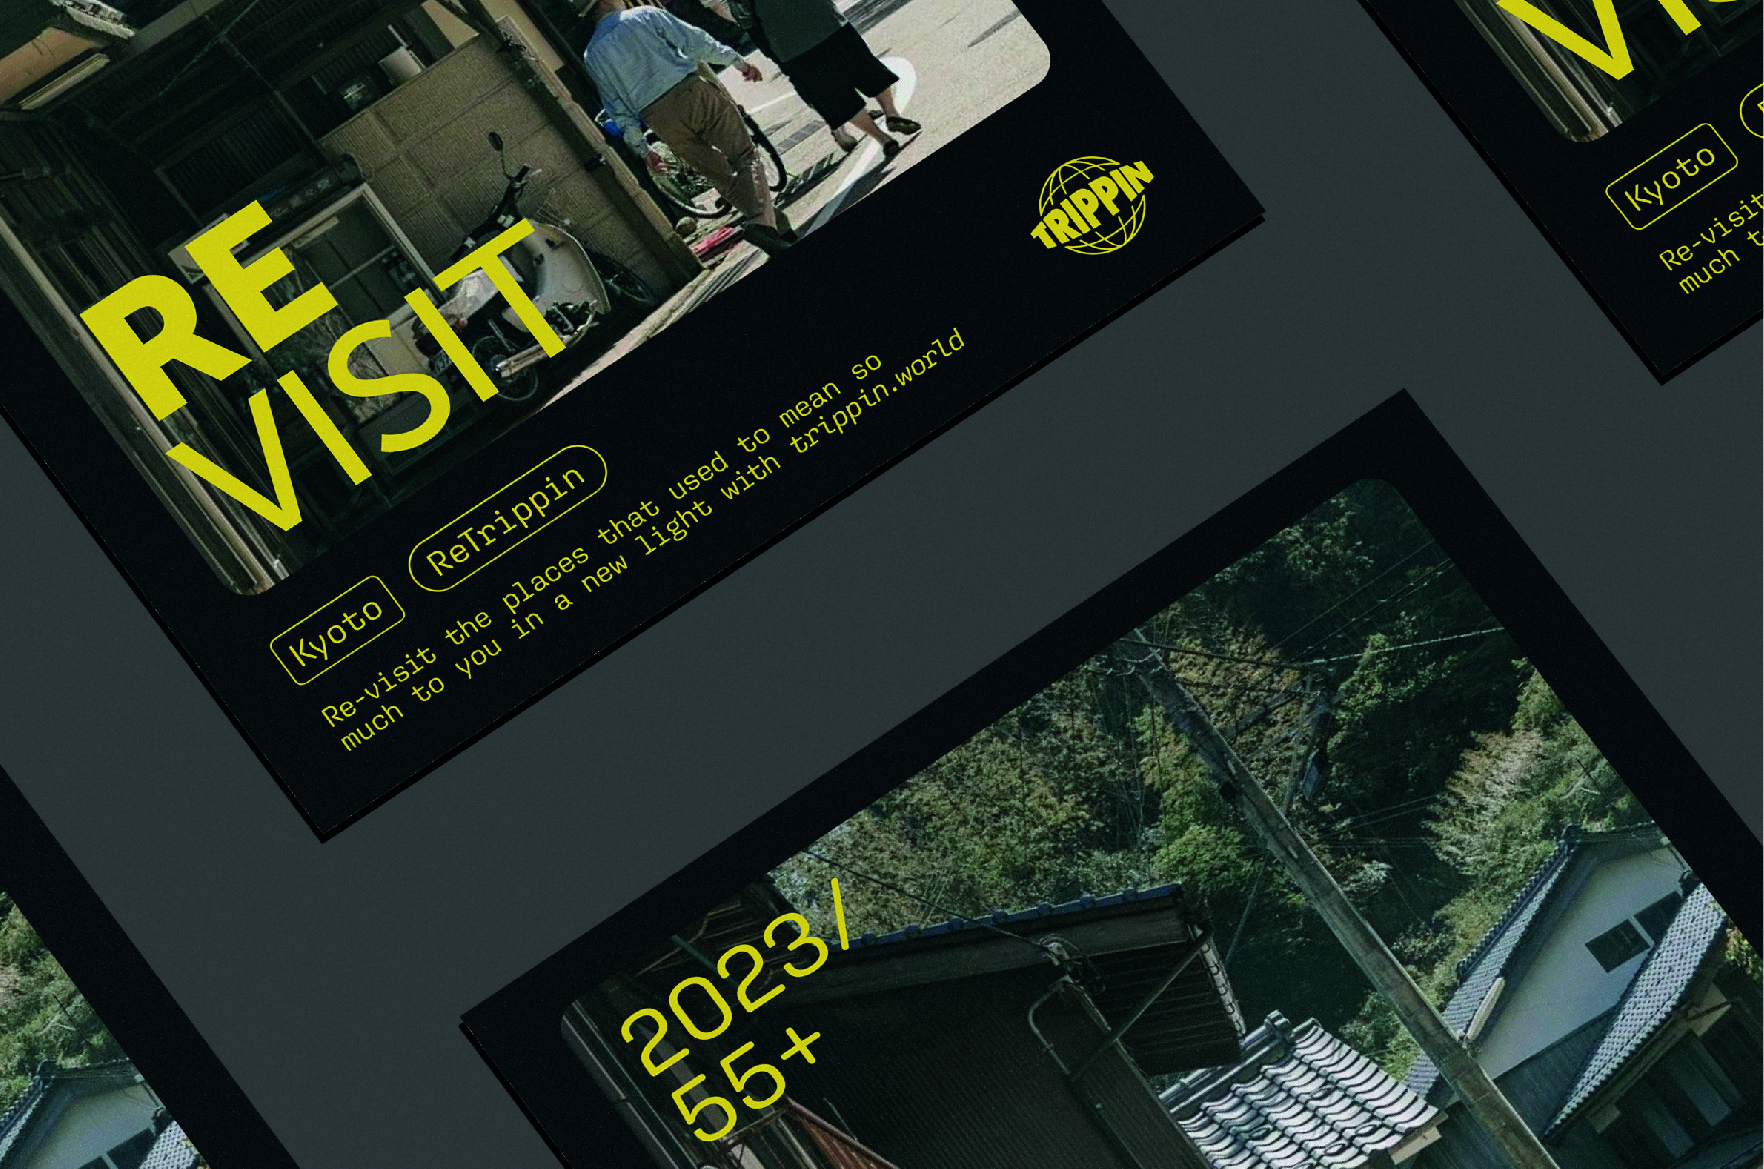 RE
VISIT
TRIPPIN
Kyoto
ReTrippin
Re-visit the places that used to mean so
much to you in a new light with trippin.world
2023/
55+
VIS
Kyoto
Re-visit
much t